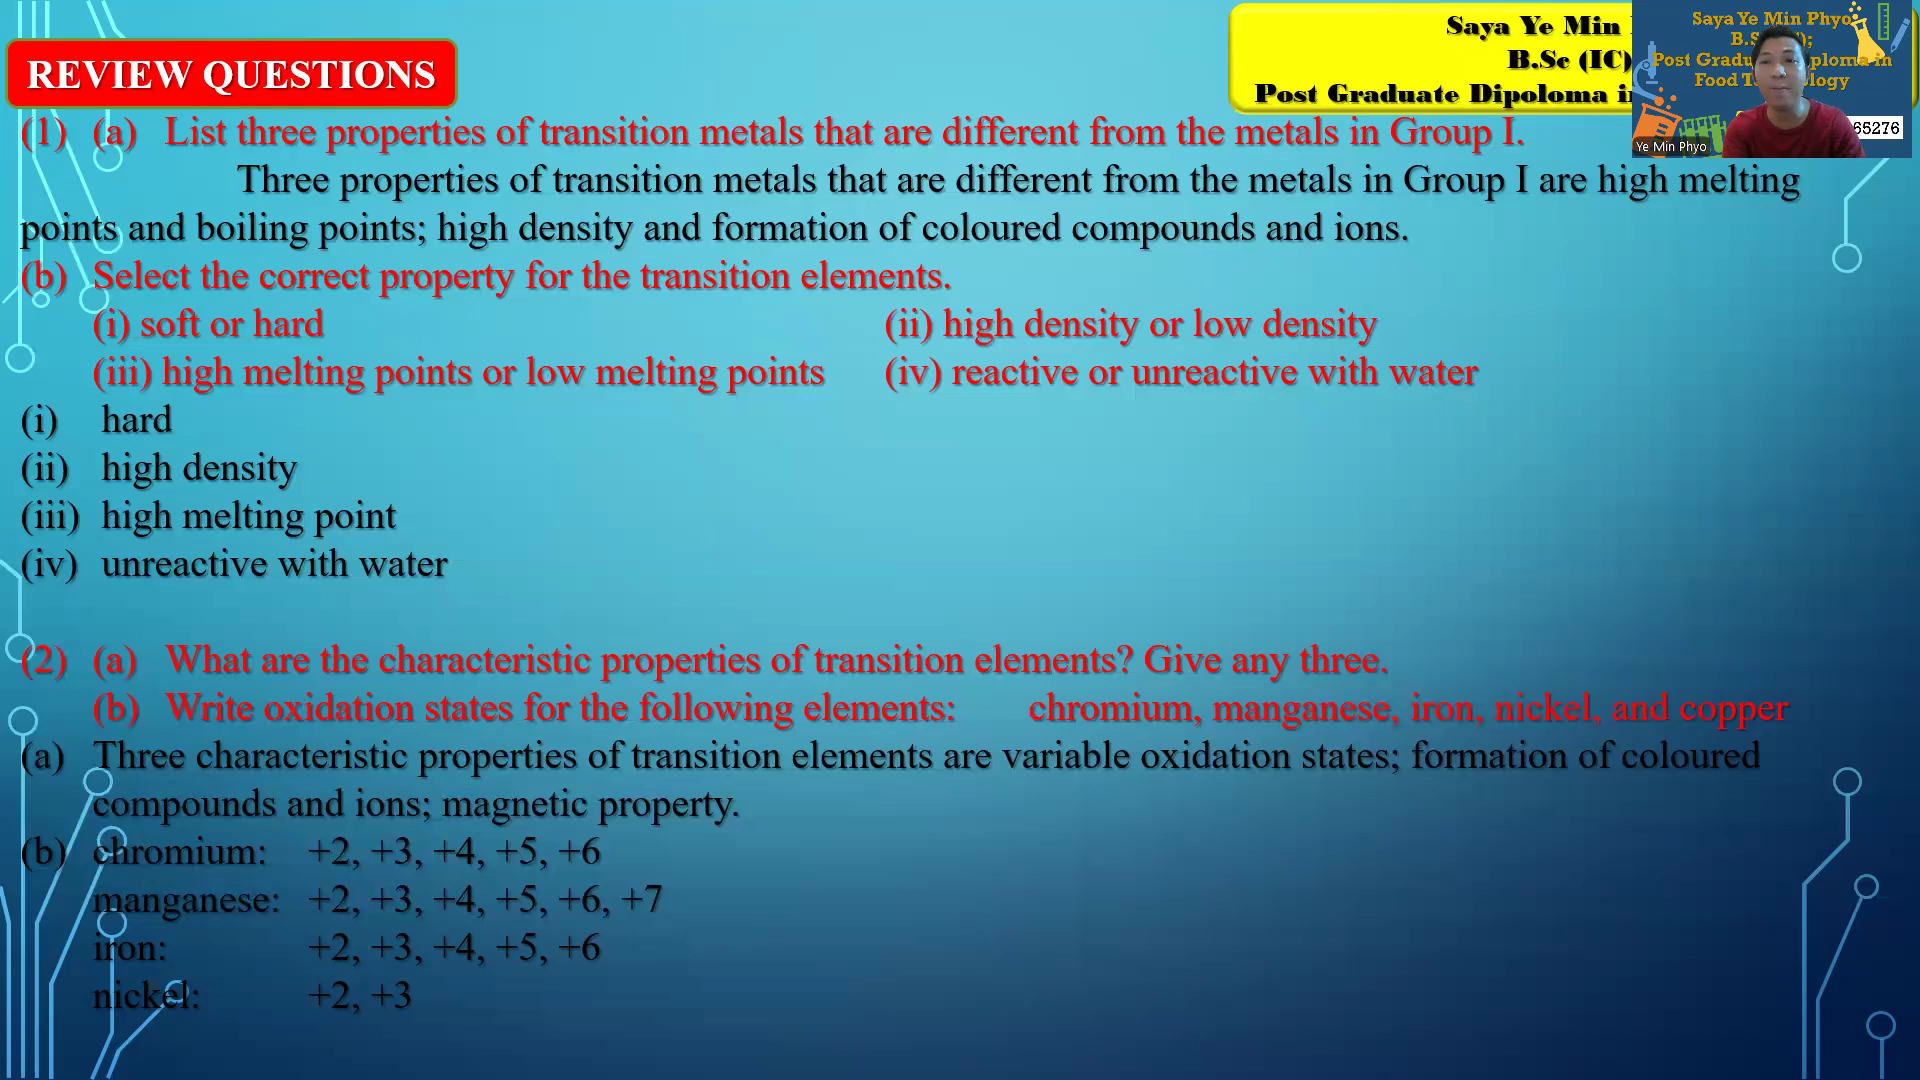 REVIEW QUESTIONS
Saya Ye Min
B.Sc (IC)
Post Graduate Dipoloma
Saya Ye Min Phyo
Post
in
Food
Ye Min Phyo
65276
(1) (a) List three properties of transition metals that are different from the metals in Group I.
Three properties of transition metals that are different from the metals in Group I are high melting
points and boiling points; high density and formation of coloured compounds and ions.
(b) Select the correct property for the transition elements.
(i) soft or hard (ii) high density or low density
(iii) high melting points or low melting points (iv) reactive or unreactive with water
(i) hard
(ii) high density
(iii) high melting point
(iv) unreactive with water
(2) (a) What are the characteristic properties of transition elements? Give any three.
(b) Write oxidation states for the following elements: chromium, manganese, iron, nickel, and copper
(a) Three characteristic properties of transition elements are variable oxidation states; formation of coloured
compounds and ions; magnetic property.
(b) chromium: +2, +3, +4, +5, +6
manganese: +2, +3, +4, +5, +6, +7
iron: +2, +3, +4, +5, +6
nickel: +2, +3